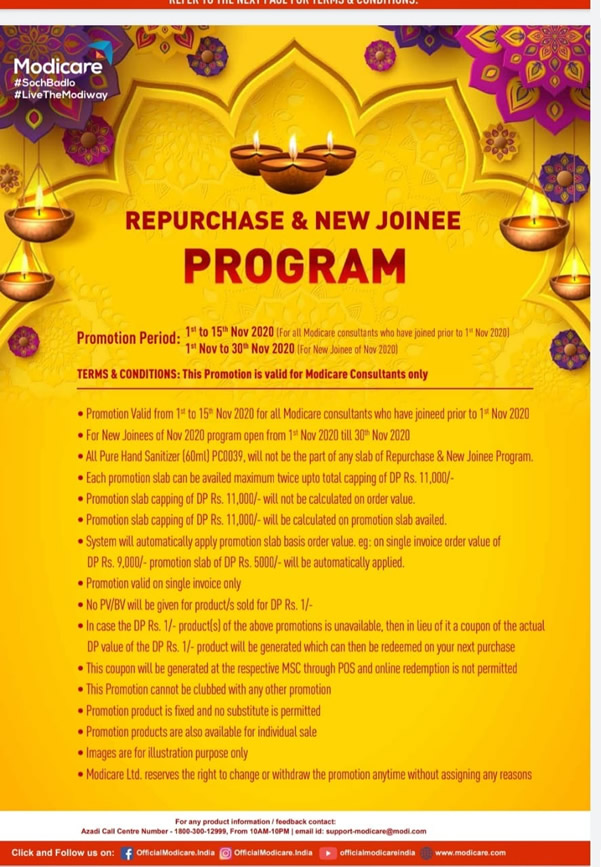 REFER TO THE NEXT PAGE FOR TERMS & CONDITIONS.
Modicare
#SochBadlo
#LiveTheModiway
REPURCHASE & NEW JOINEE
PROGRAM
Promotion Period: 1st to 15th Nov 2020 (For all Modicare consultants who have joined prior to 1st Nov 2020)
1st Nov to 30th Nov 2020 (For New Joinee of Nov 2020)
TERMS & CONDITIONS: This Promotion is valid for Modicare Consultants only
• Promotion Valid from 1st to 15th Nov 2020 for all Modicare consultants who have joineed prior to 1st Nov 2020
• For New Joinees of Nov 2020 program open from 1st Nov 2020 till 30th Nov 2020
• All Pure Hand Sanitizer (60ml) PC0039, will not be the part of any slab of Repurchase & New Joinee Program.
• Each promotion slab can be availed maximum twice upto total capping of DP Rs. 11,000/-
• Promotion slab capping of DP Rs. 11,000/- will not be calculated on order value.
• Promotion slab capping of DP Rs. 11,000/- will be calculated on promotion slab availed.
• System will automatically apply promotion slab basis order value. eg: on single invoice order value of
DP Rs. 9,000/- promotion slab of DP Rs. 5000/- will be automatically applied.
• Promotion valid on single invoice only
• No PV/BV will be given for product/s sold for DP Rs. 1/-
• In case the DP Rs. 1/- product(s) of the above promotions is unavailable, then in lieu of it a coupon of the actual
DP value of the DP Rs. 1/- product will be generated which can then be redeemed on your next purchase
• This coupon will be generated at the respective MSC through POS and online redemption is not permitted
• This Promotion cannot be clubbed with any other promotion
• Promotion product is fixed and no substitute is permitted
• Promotion products are also available for individual sale
• Images are for illustration purpose only
• Modicare Ltd. reserves the right to change or withdraw the promotion anytime without assigning any reasons
For any product information / feedback contact:
Azadi Call Centre Number - 1800-300-12999, From 10AM-10PM | email id: support-modicare@modi.com
Click and Follow us on: OfficialModicare.India OfficialModicare.India officialmodicareindia www.modicare.com